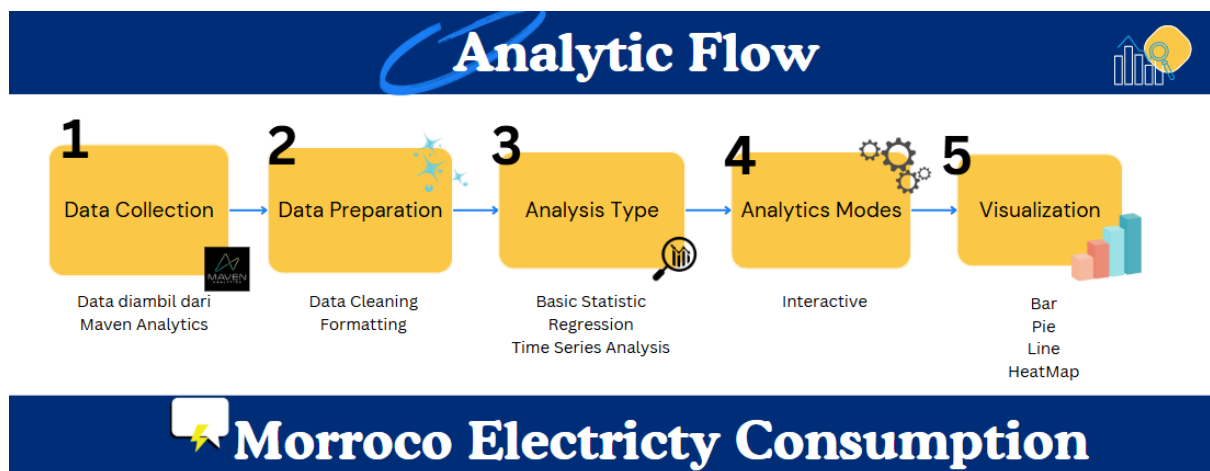 Analytic Flow
1
Data Collection
MAVEN
ANALYTICS
Data diambil dari
Maven Analytics
2
Data Preparation
Data Cleaning
Formatting
3
Analysis Type
Basic Statistic
Regression
Time Series Analysis
4
Analytics Modes
Interactive
5
Visualization
Bar
Pie
Line
HeatMap
Morroco Electricty Consumption